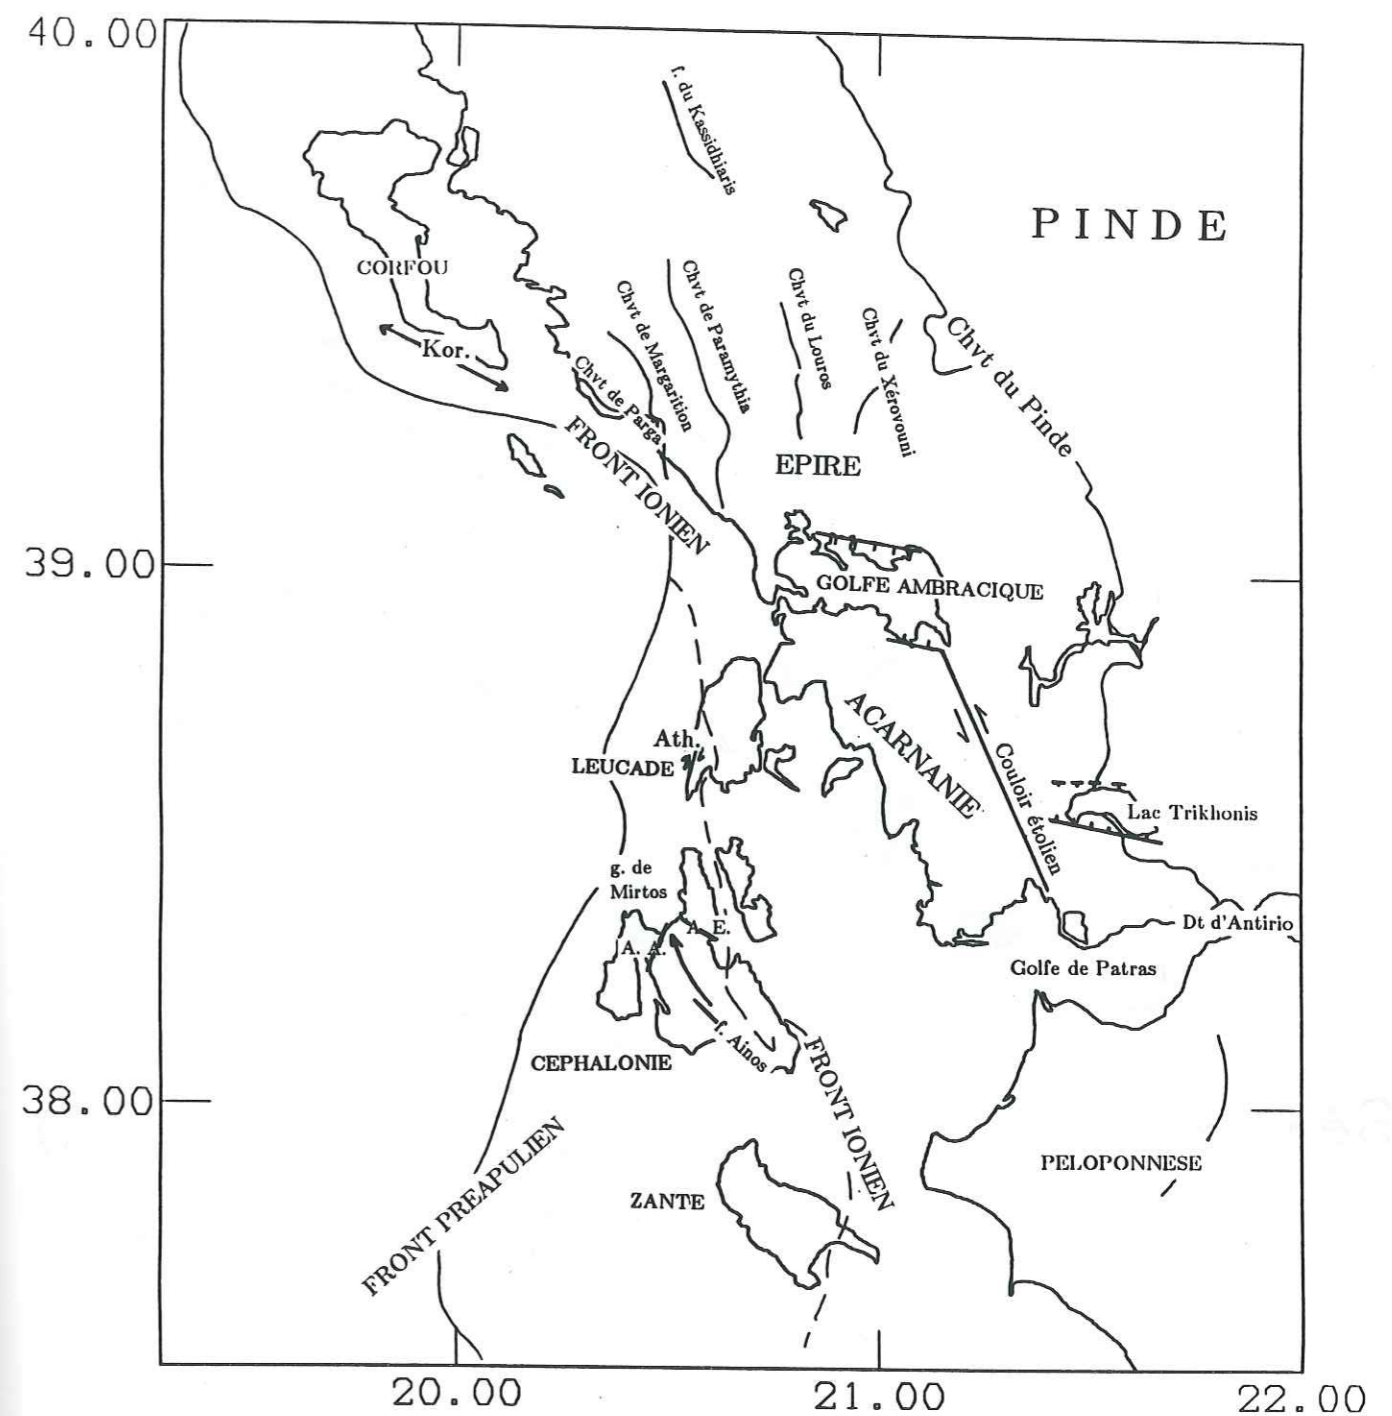 40.00
f. du Kassidhiaris
PINDE
CORFOU
Kor.
Chvt de Margarition
Chvt de Paramythia
Chvt du Louros
Chvt du Xérovouni
Chvt du Pinde
Chvt de Parga
FRONT IONIEN
EPIRE
39.00
GOLFE AMBRACIQUE
ACARNANIE
Ath.
LEUCADE
Couloir étolien
Lac Trikhonis
g. de
Mirtos
A. E.
A. A.
Dt d'Antirio
Golfe de Patras
f. Ainos
CEPHALONIE
FRONT IONIEN
38.00
FRONT PREAPULIEN
PELOPONNESE
ZANTE
20.00
21.00
22.00